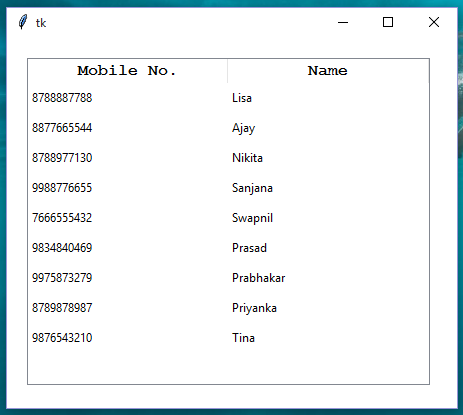 tk
Mobile No. Name
8788887788 Lisa
8877665544 Ajay
8788977130 Nikita
9988776655 Sanjana
7666555432 Swapnil
9834840469 Prasad
9975873279 Prabhakar
8789878987 Priyanka
9876543210 Tina